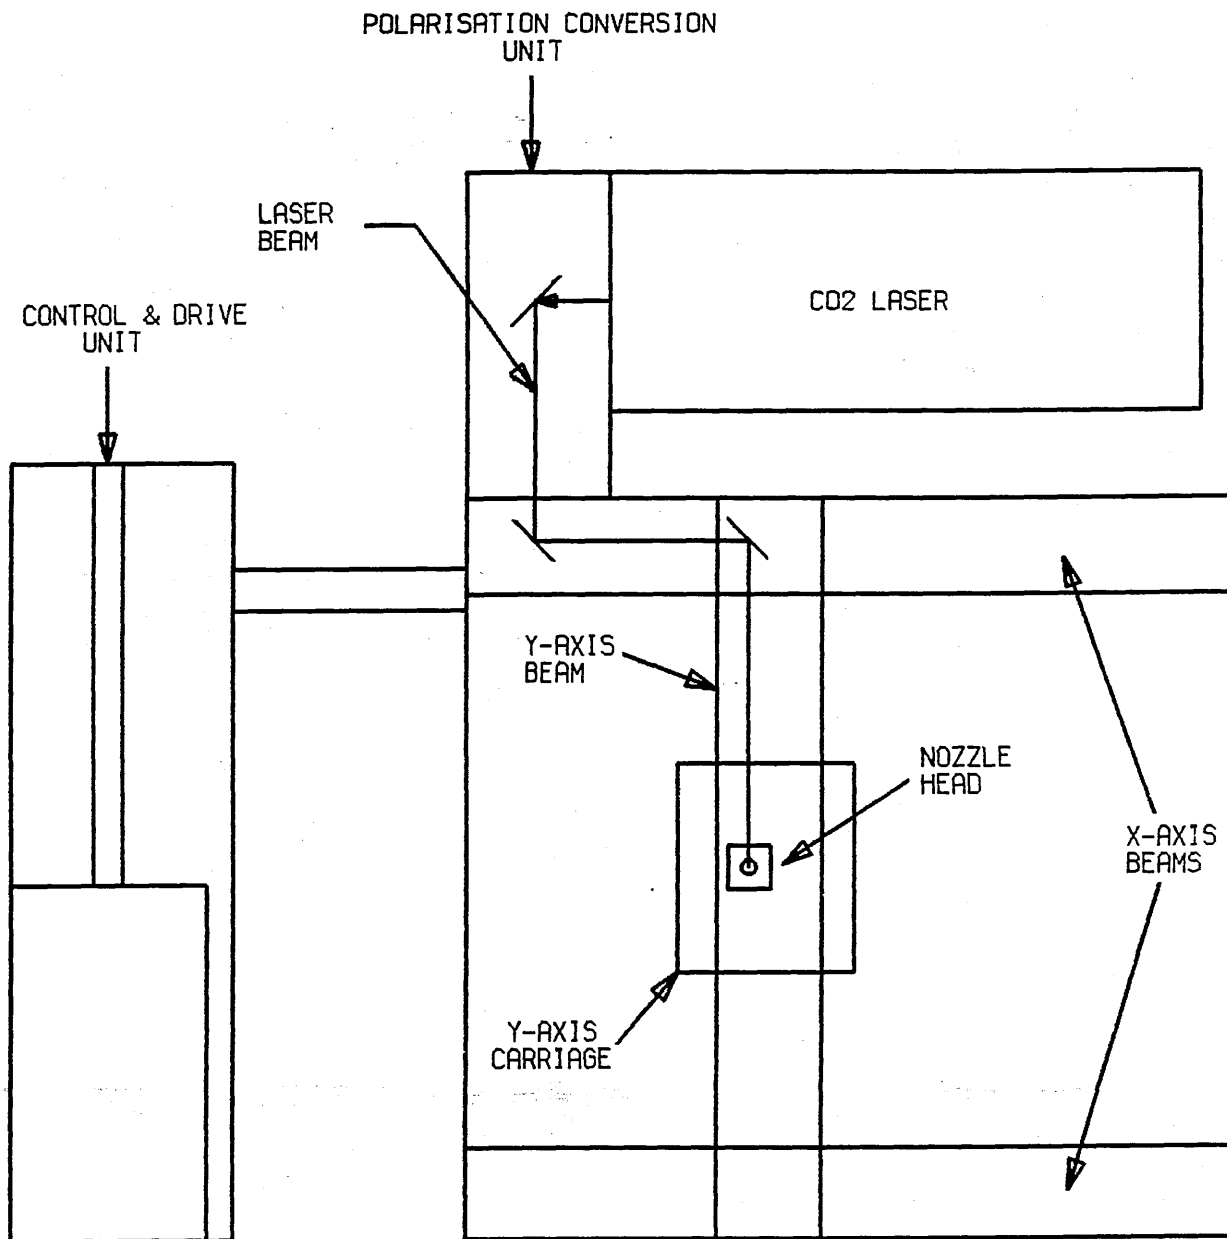 POLARISATION CONVERSION
UNIT
LASER
BEAM
CO2 LASER
CONTROL & DRIVE
UNIT
Y-AXIS
BEAM
NOZZLE
HEAD
X-AXIS
BEAMS
Y-AXIS
CARRIAGE